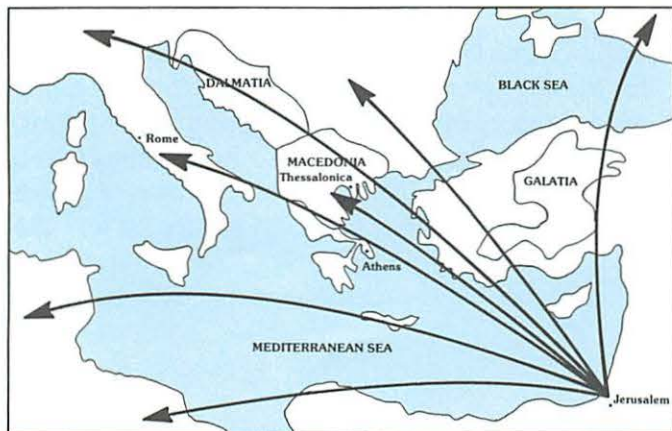 DALMATIA
BLACK SEA
Rome
MACEDONIA
Thessalonica
GALATIA
Athens
MEDITERRANEAN SEA
Jerusalem